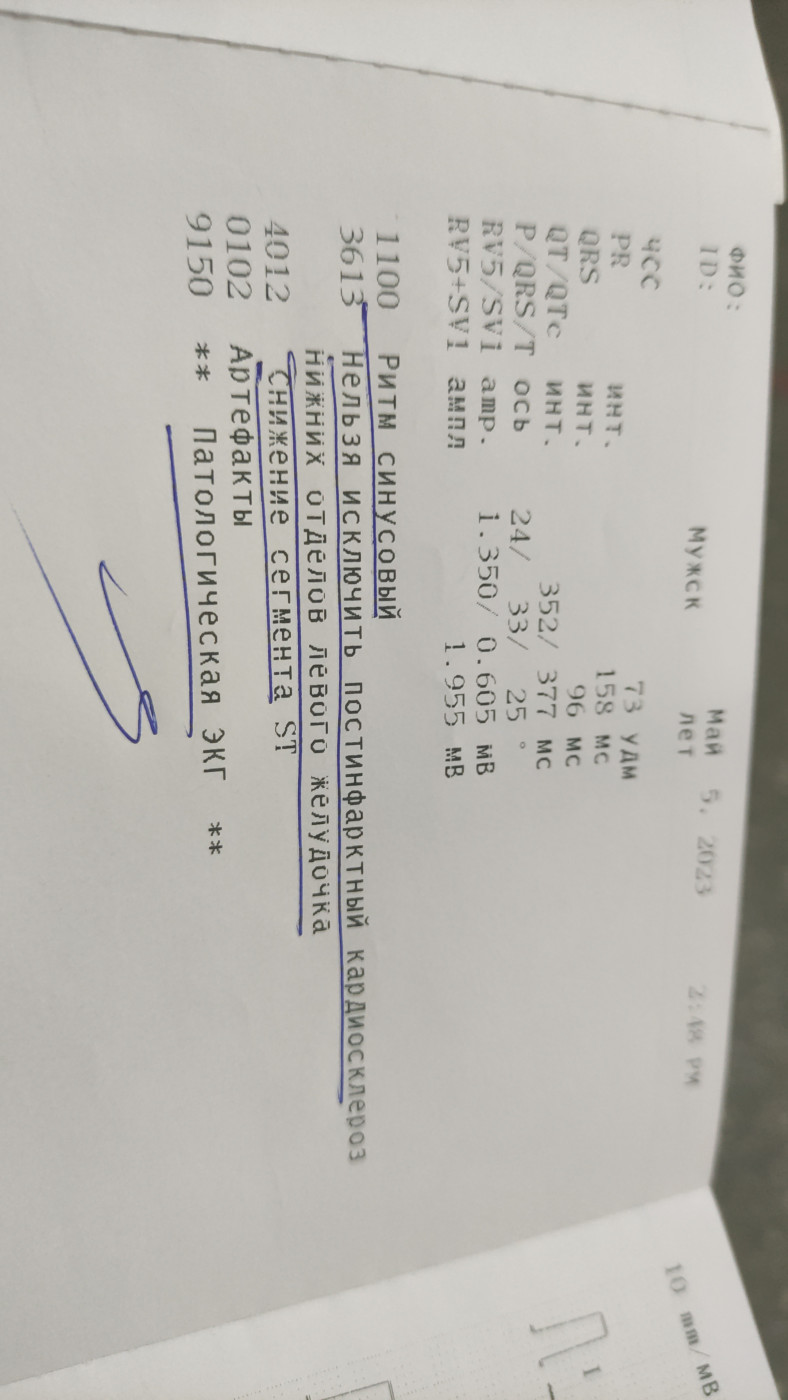 ФИО:
ID:
Май 5, 2023 2:48 PM
Мужск лет
ЧСС 73 удм
PR инт. 158 мс
QRS инт. 96 мс
QT/QTc инт. 352/ 377 мс
P/QRS/T ось 24/ 33/ 25 °
RV5/SV1 amp. 1.350/ 0.605 мВ
RV5+SV1 ампл 1.955 мВ
1100 Ритм синусовый
3613 Нельзя исключить постинфарктный кардиосклероз
нижних отделов левого желудочка
4012 Снижение сегмента ST
0102 Артефакты
9150 ** Патологическая ЭКГ **
10 mm/мВ
1